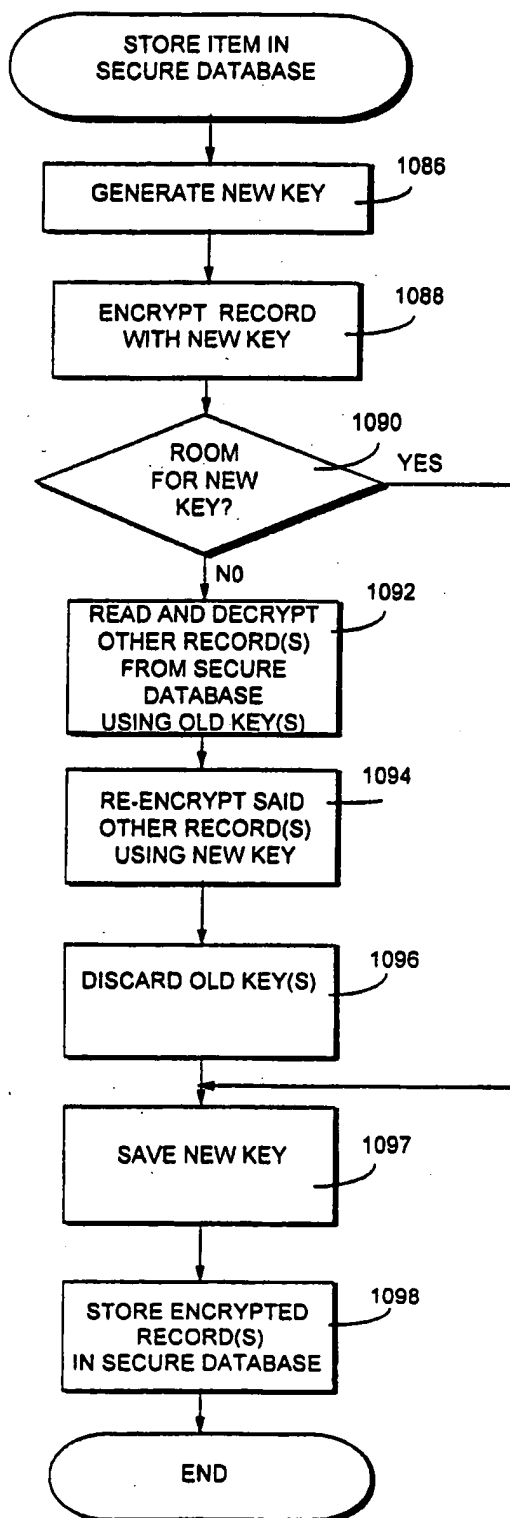 STORE ITEM IN
SECURE DATABASE
1086
GENERATE NEW KEY
1088
ENCRYPT RECORD
WITH NEW KEY
1090
ROOM
FOR NEW
KEY?
YES
NO
1092
READ AND DECRYPT
OTHER RECORD(S)
FROM SECURE
DATABASE
USING OLD KEY(S)
1094
RE-ENCRYPT SAID
OTHER RECORD(S)
USING NEW KEY
1096
DISCARD OLD KEY(S)
SAVE NEW KEY
1097
1098
STORE ENCRYPTED
RECORD(S)
IN SECURE DATABASE
END